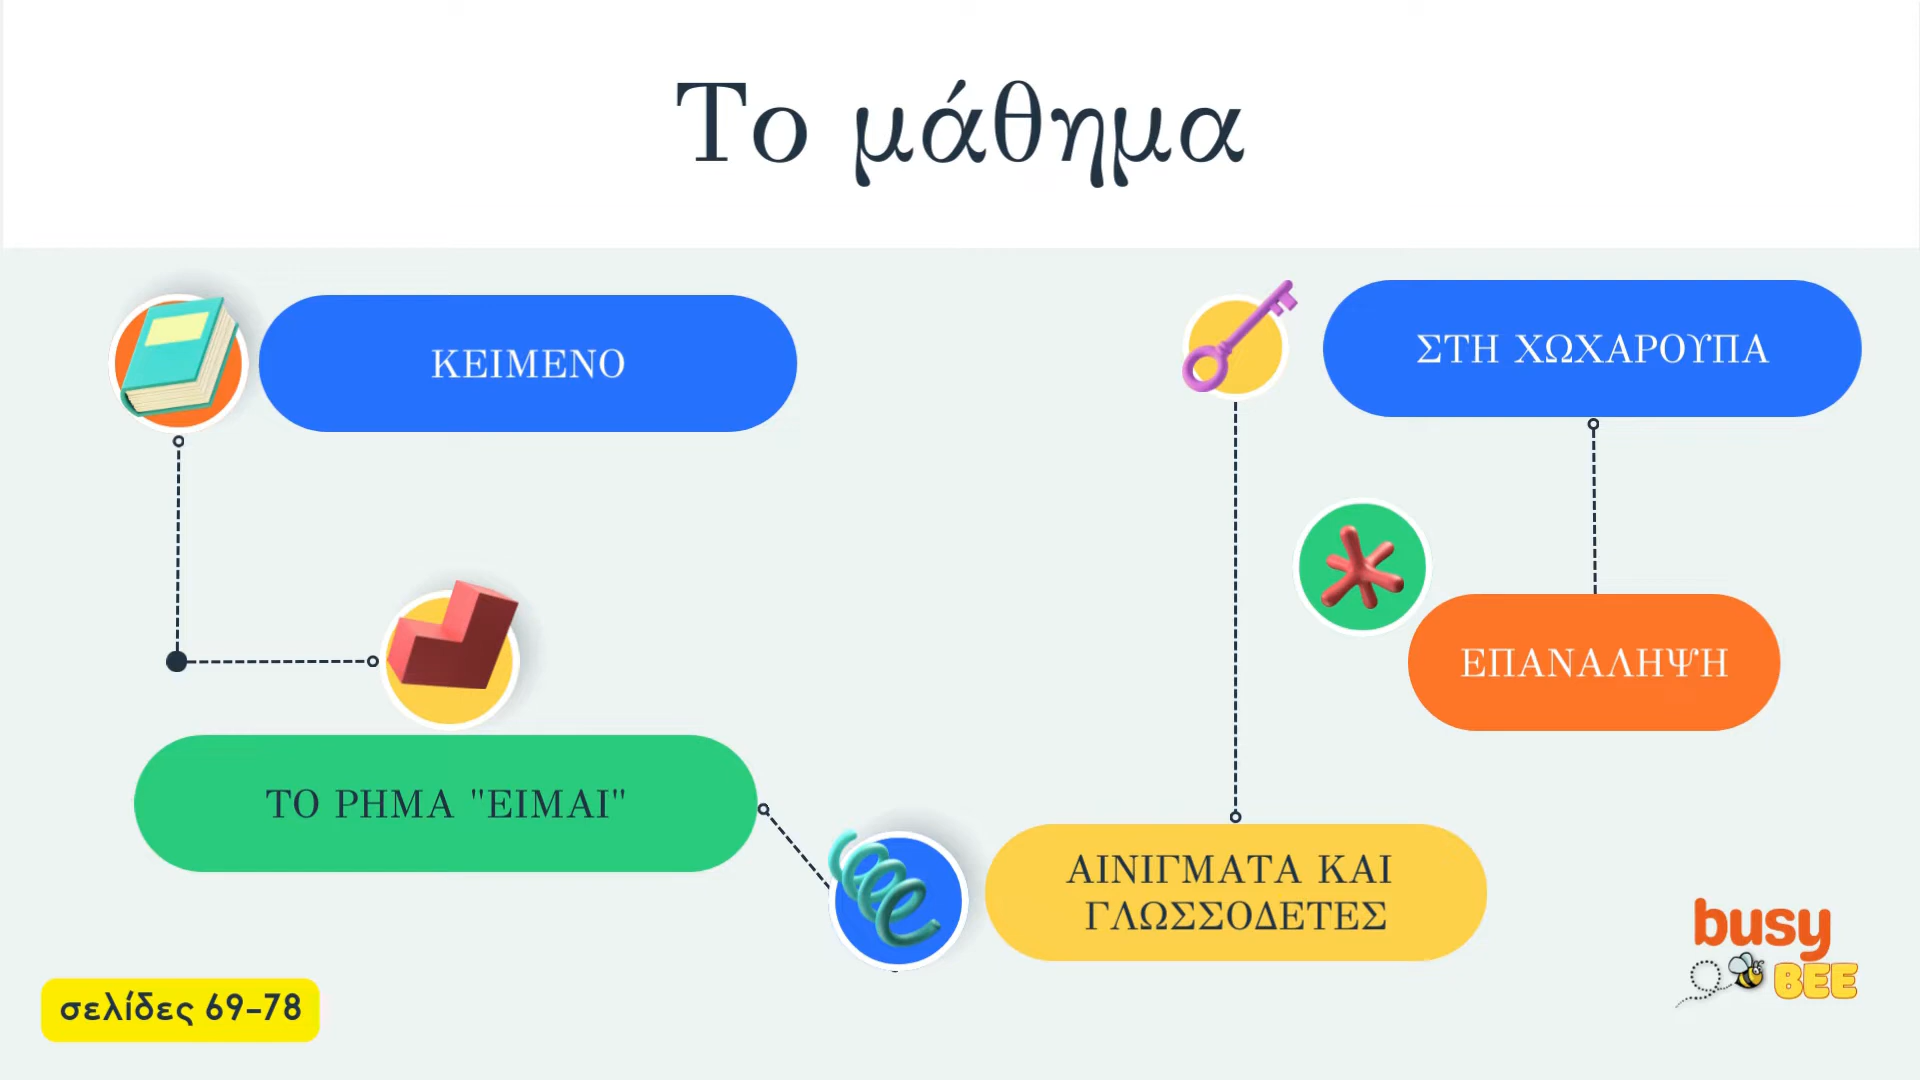 Το μάθημα
ΚΕΙΜΕΝΟ
ΤΟ ΡΗΜΑ "ΕΙΜΑΙ"
ΑΙΝΙΓΜΑΤΑ ΚΑΙ
ΓΛΩΣΣΟΔΕΤΕΣ
ΣΤΗ ΧΩΧΑΡΟΥΠΑ
ΕΠΑΝΑΛΗΨΗ
σελίδες 69-78
busy
BEE